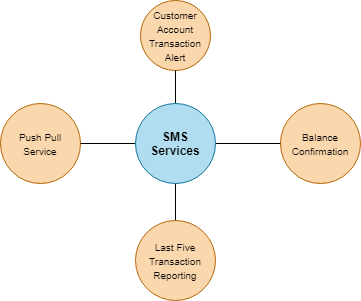 Customer
Account
Transaction
Alert
Push Pull
Service
SMS
Services
Balance
Confirmation
Last Five
Transaction
Reporting